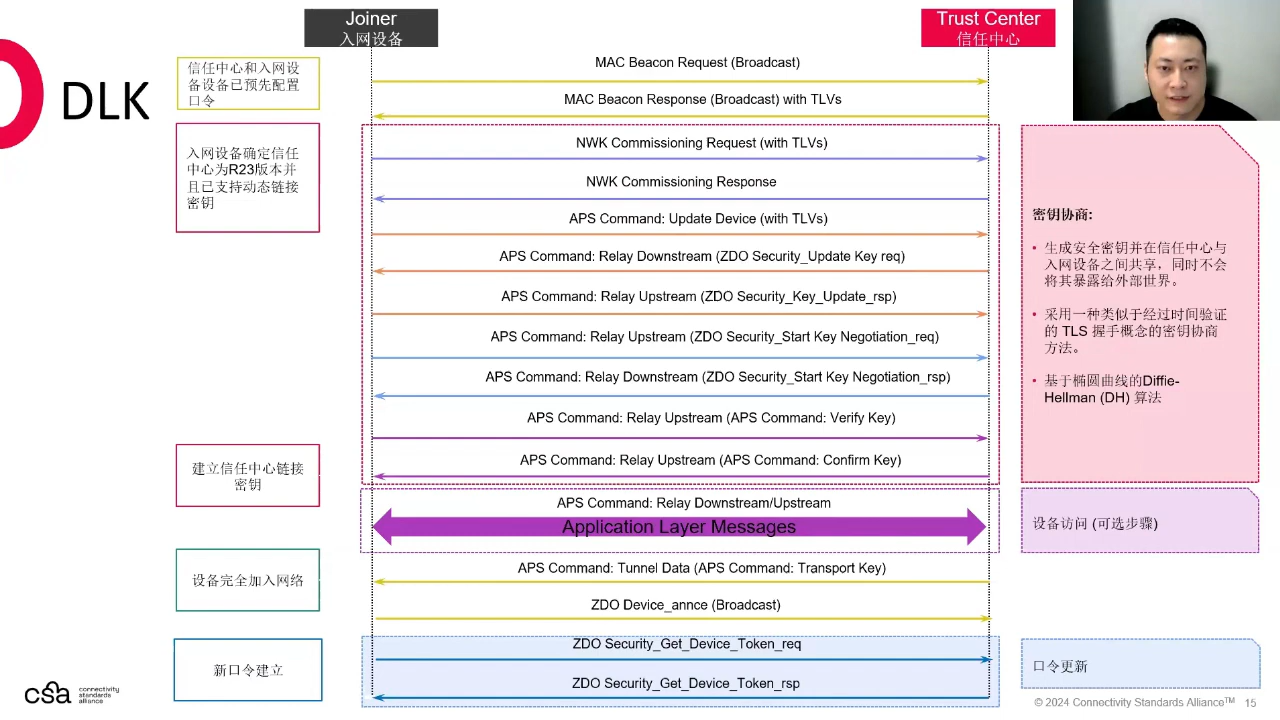 Joiner
入网设备
Trust Center
信任中心
DLK
信任中心和入网设
备设备已预先配置
口令
MAC Beacon Request (Broadcast)
MAC Beacon Response (Broadcast) with TLVs
入网设备确定信任
中心为R23版本并
且已支持动态链接
密钥
NWK Commissioning Request (with TLVs)
NWK Commissioning Response
APS Command: Update Device (with TLVs)
APS Command: Relay Downstream (ZDO Security_Update Key req)
APS Command: Relay Upstream (ZDO Security_Key_Update_rsp)
APS Command: Relay Upstream (ZDO Security_Start Key Negotiation_req)
APS Command: Relay Downstream (ZDO Security_Start Key Negotiation_rsp)
APS Command: Relay Upstream (APS Command: Verify Key)
APS Command: Relay Upstream (APS Command: Confirm Key)
密钥协商:
• 生成安全密钥并在信任中心与
入网设备之间共享，同时不会
将其暴露给外部世界。
• 采用一种类似于经过时间验证
的 TLS 握手概念的密钥协商
方法。
• 基于椭圆曲线的Diffie-
Hellman (DH) 算法
建立信任中心链接
密钥
APS Command: Relay Downstream/Upstream
Application Layer Messages
设备访问 (可选步骤)
设备完全加入网络
APS Command: Tunnel Data (APS Command: Transport Key)
ZDO Device_annce (Broadcast)
新口令建立
ZDO Security_Get_Device_Token_req
ZDO Security_Get_Device_Token_rsp
口令更新
csa connectivity
standards
alliance
© 2024 Connectivity Standards Alliance™ 15